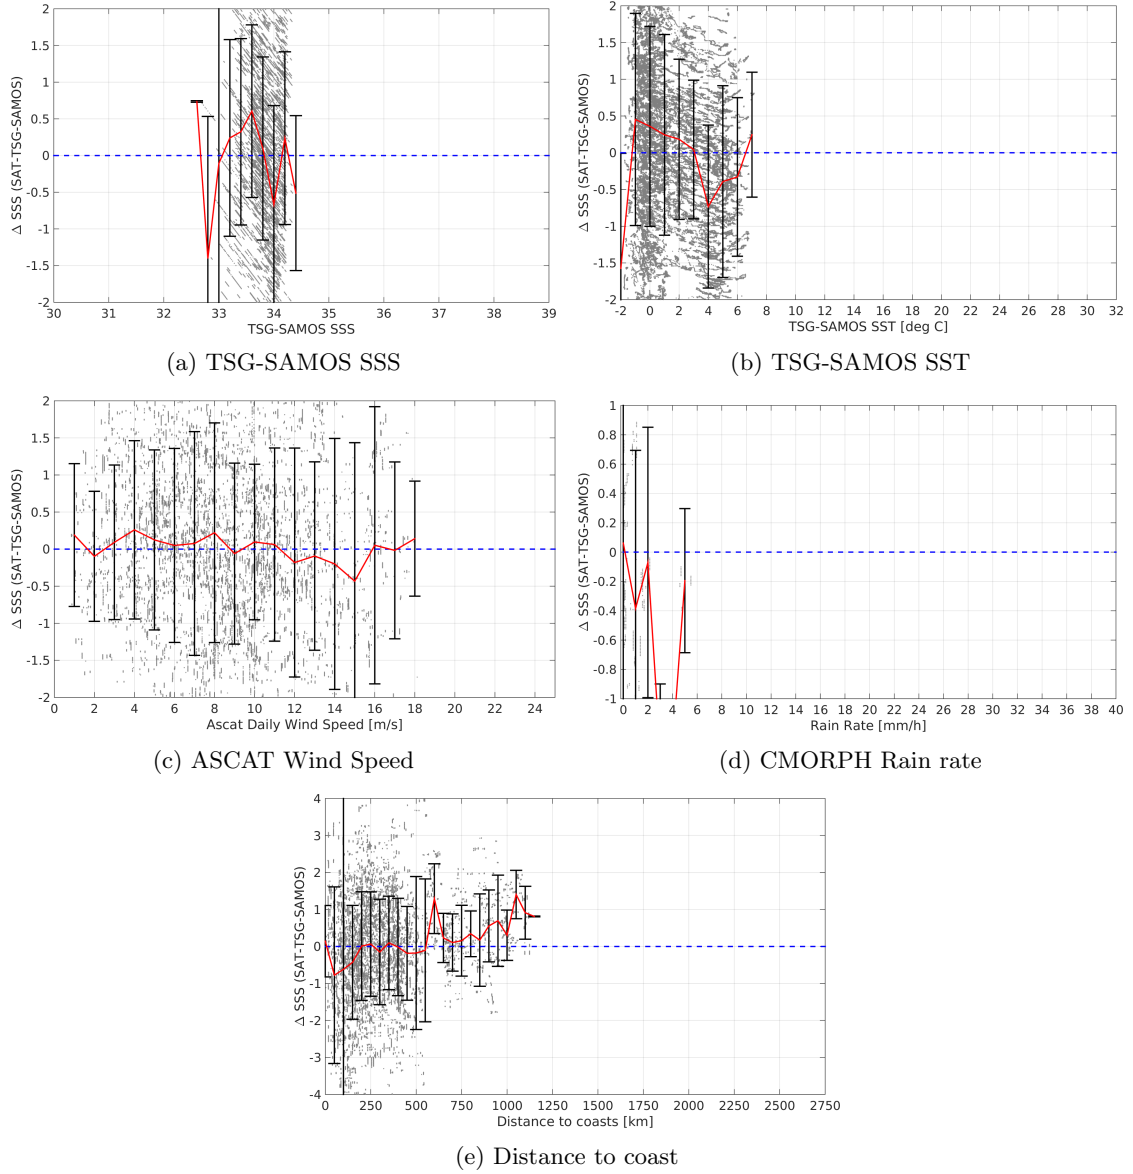 2
1.5
1
0.5
0
-0.5
-1
-1.5
-2
Δ SSS (SAT-TSG-SAMOS)
30 31 32 33 34 35 36 37 38 39
TSG-SAMOS SSS
(a) TSG-SAMOS SSS
2
1.5
1
0.5
0
-0.5
-1
-1.5
-2
Δ SSS (SAT-TSG-SAMOS)
-2 0 2 4 6 8 10 12 14 16 18 20 22 24 26 28 30 32
TSG-SAMOS SST [deg C]
(b) TSG-SAMOS SST
2
1.5
1
0.5
0
-0.5
-1
-1.5
-2
Δ SSS (SAT-TSG-SAMOS)
0 2 4 6 8 10 12 14 16 18 20 22 24
Ascat Daily Wind Speed [m/s]
(c) ASCAT Wind Speed
1
0.8
0.6
0.4
0.2
0
-0.2
-0.4
-0.6
-0.8
-1
Δ SSS (SAT-TSG-SAMOS)
0 2 4 6 8 10 12 14 16 18 20 22 24 26 28 30 32 34 36 38 40
Rain Rate [mm/h]
(d) CMORPH Rain rate
4
3
2
1
0
-1
-2
-3
-4
Δ SSS (SAT-TSG-SAMOS)
0 250 500 750 1000 1250 1500 1750 2000 2250 2500 2750
Distance to coasts [km]
(e) Distance to coast